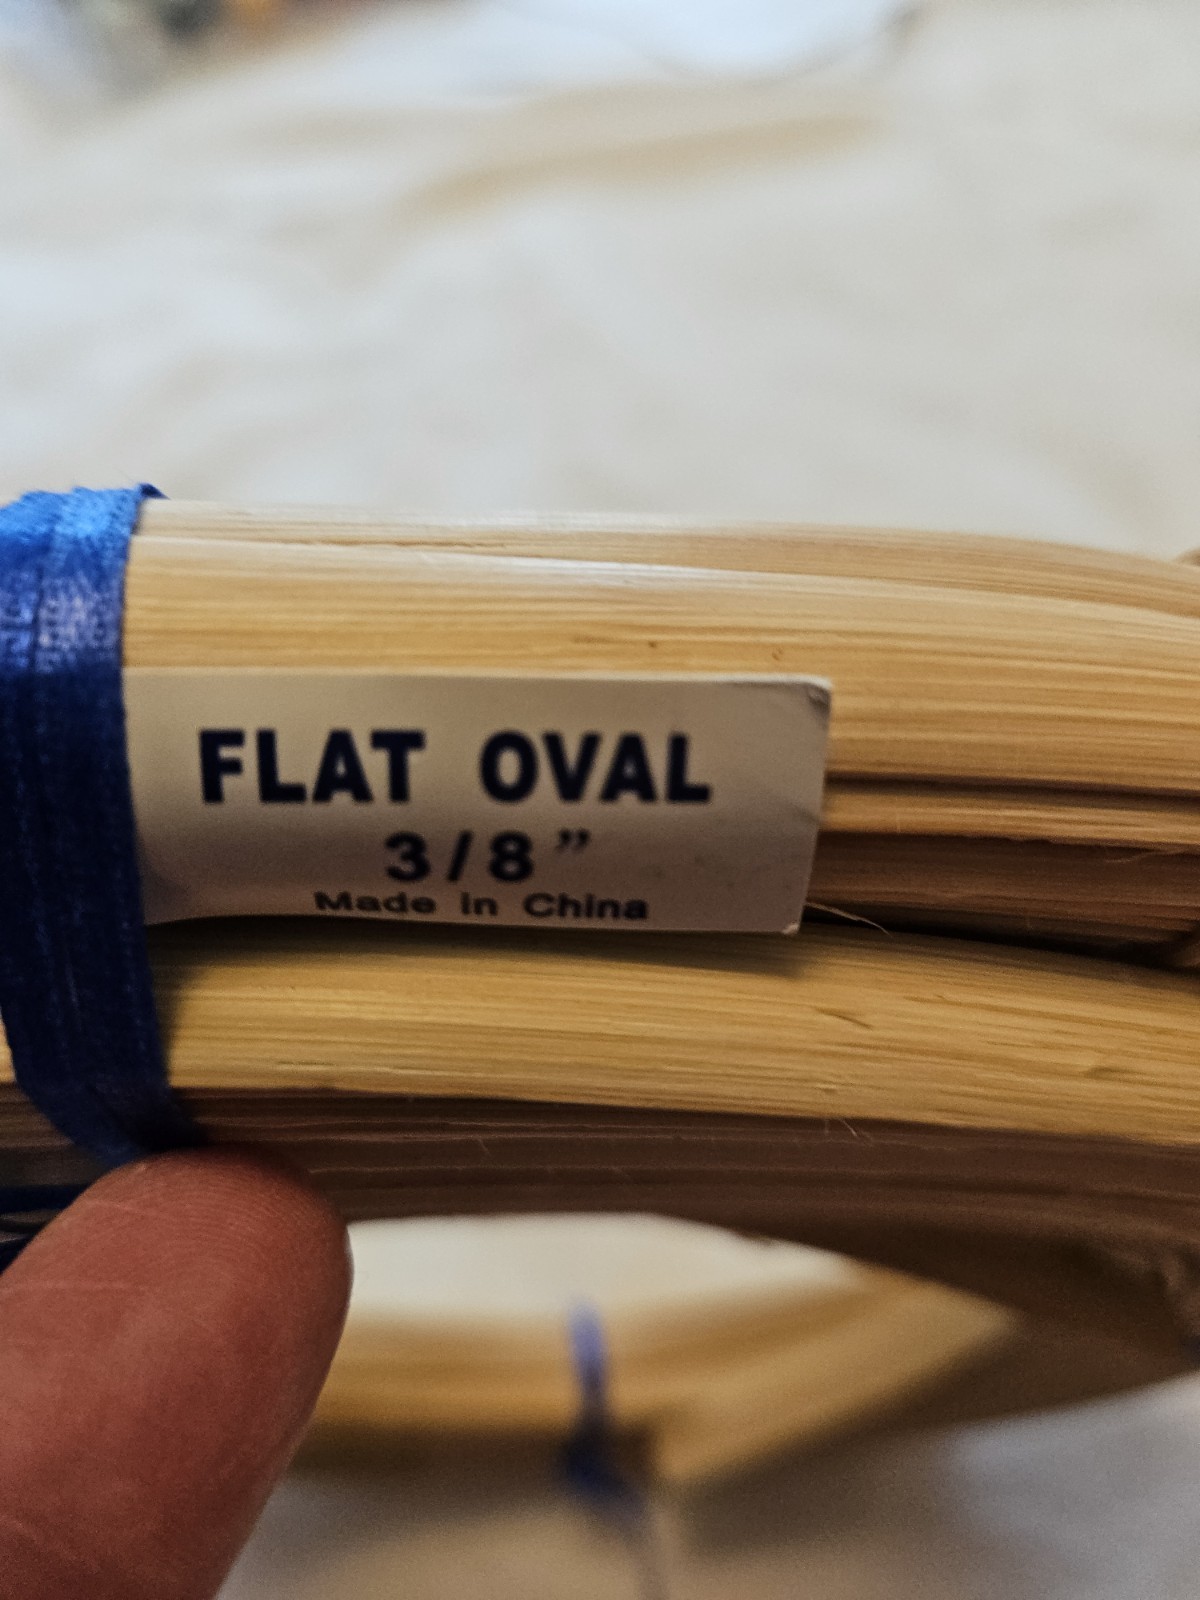 FLAT OVAL
3/8”
Made in China